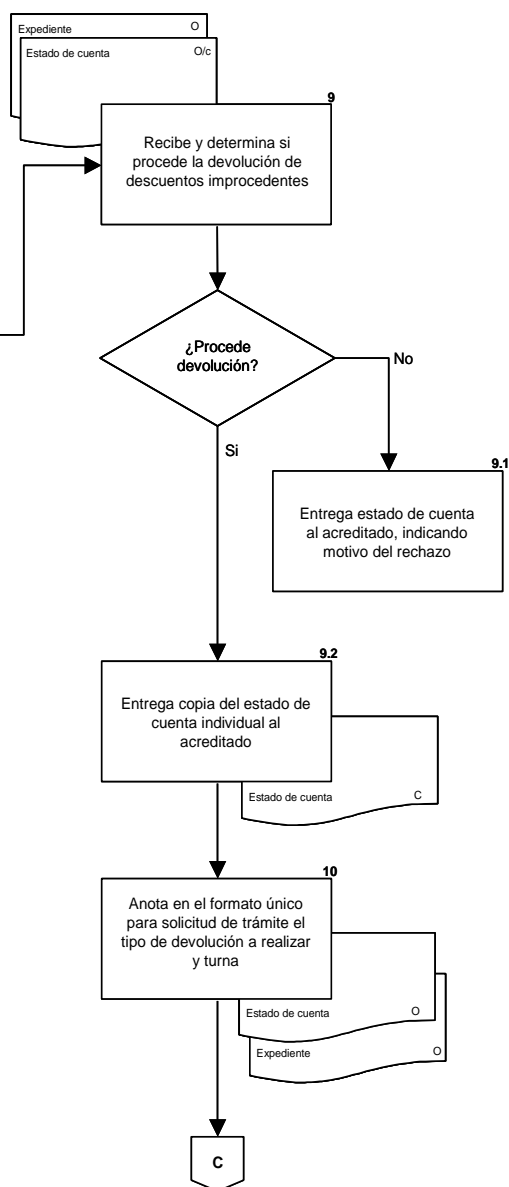 Expediente O
Estado de cuenta O/c
9
Recibe y determina si
procede la devolución de
descuentos improcedentes
¿Procede
devolución?
No
Si
9.1
Entrega estado de cuenta
al acreditado, indicando
motivo del rechazo
9.2
Entrega copia del estado de
cuenta individual al
acreditado
Estado de cuenta C
10
Anota en el formato único
para solicitud de trámite el
tipo de devolución a realizar
y turna
Estado de cuenta O
Expediente O
C